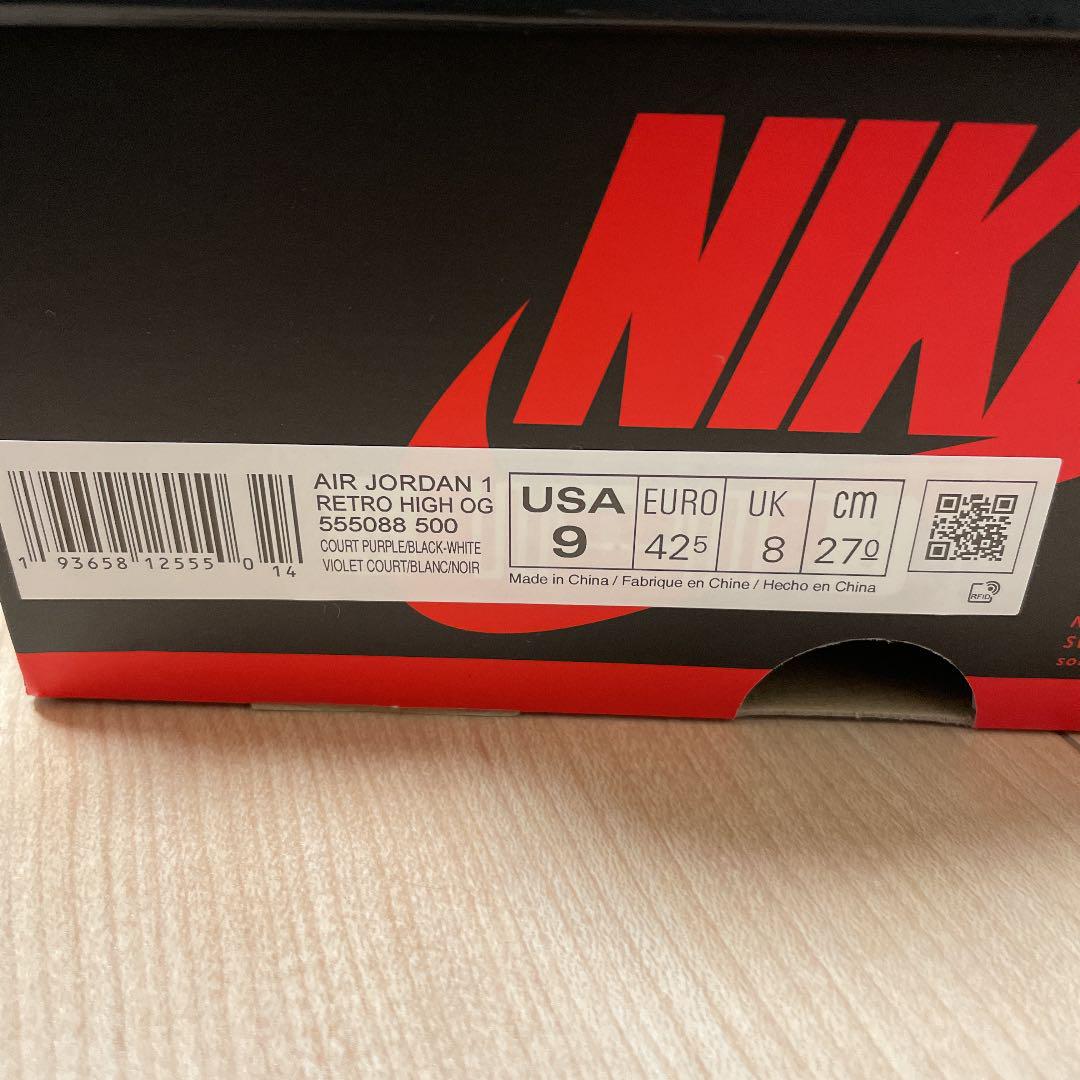 NIK
AIR JORDAN 1
RETRO HIGH OG
555088 500
COURT PURPLE/BLACK-WHITE
VIOLET COURT/BLANC/NOIR
1 93658 12555 0 14
USA EURO UK cm
9 42 5 8 27 0
Made in China / Fabrique en Chine / Hecho en China
RFID